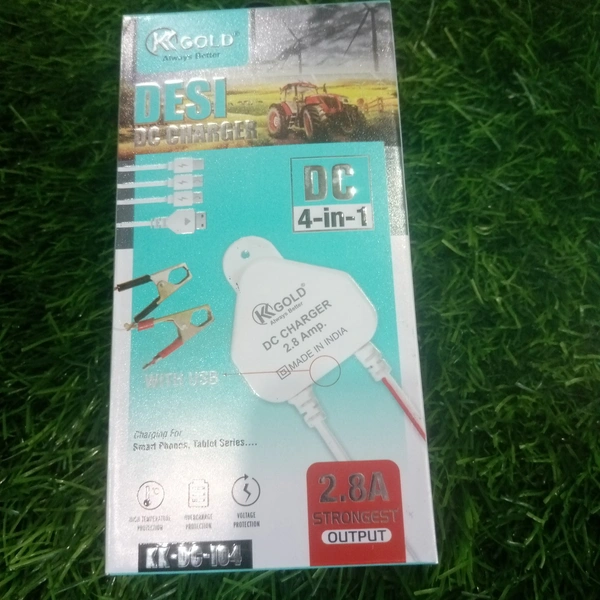 KK GOLD®
Always Better
DESI
DC CHARGER
DC
4-in-1
KK GOLD®
Always Better
DC CHARGER
2.8 Amp.
MADE IN INDIA
WITH USB
Charging For
Smart Phones, Tablet Series....
2.8A
STRONGEST
OUTPUT
HIGH TEMPERATURE
PROTECTION
OVERCHARGE
PROTECTION
VOLTAGE
PROTECTION
KK-DC-104